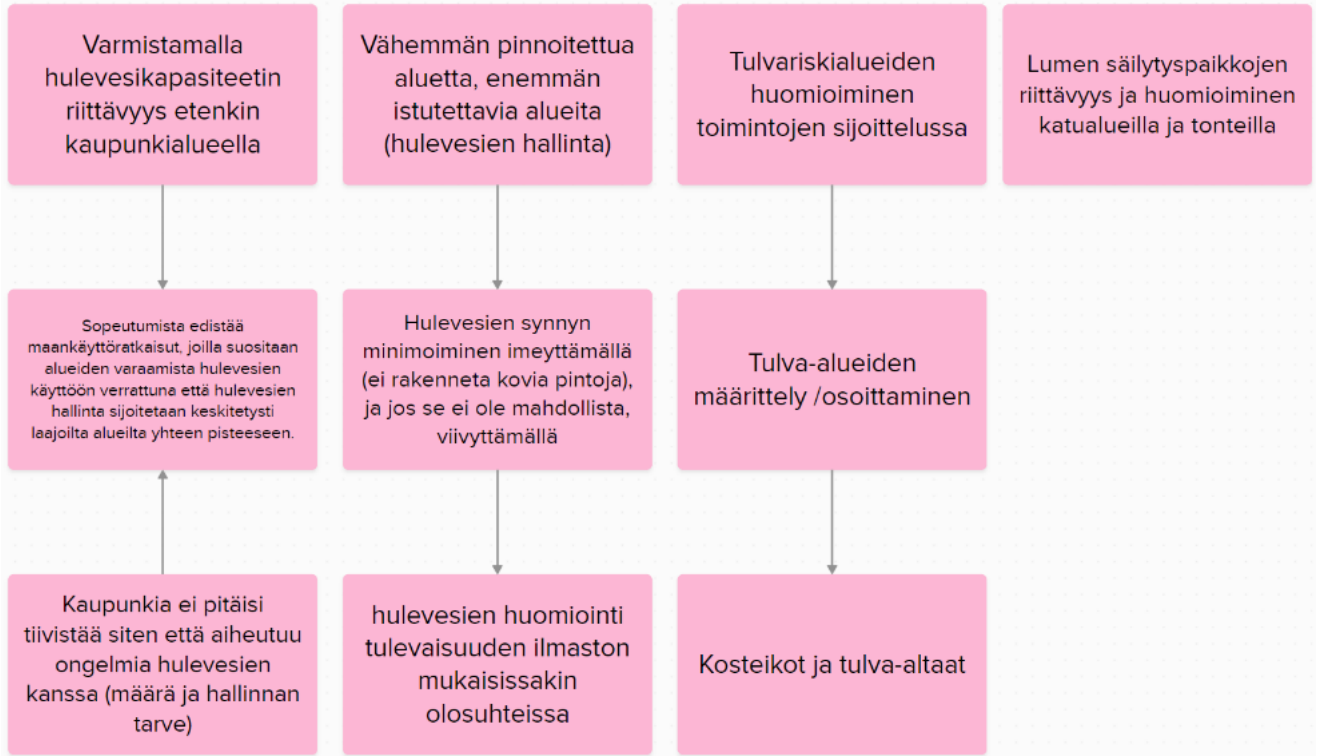 Varmistamalla
hulevesikapasiteetin
riittävyys etenkin
kaupunkialueella
Vähemmän pinnoitettua
aluetta, enemmän
istutettavia alueita
(hulevesien hallinta)
Tulvariskialueiden
huomioiminen
toimintojen sijoittelussa
Lumen säilytyspaikkojen
riittävyys ja huomioiminen
katualueilla ja tonteilla
Sopeutumista edistää
maankäyttöratkaisut, joilla suositaan
alueiden varaamista hulevesien
käyttöön verrattuna että hulevesien
hallinta sijoitetaan keskitetysti
laajoilta alueilta yhteen pisteeseen.
Hulevesien synnyn
minimoiminen imeyttämällä
(ei rakenneta kovia pintoja),
ja jos se ei ole mahdollista,
viivyttämällä
Tulva-alueiden
määrittely /osoittaminen
Kaupunkia ei pitäisi
tiivistää siten että aiheutuu
ongelmia hulevesien
kanssa (määrä ja hallinnan
tarve)
hulevesien huomiointi
tulevaisuuden ilmaston
mukaisissakin
olosuhteissa
Kosteikot ja tulva-altaat